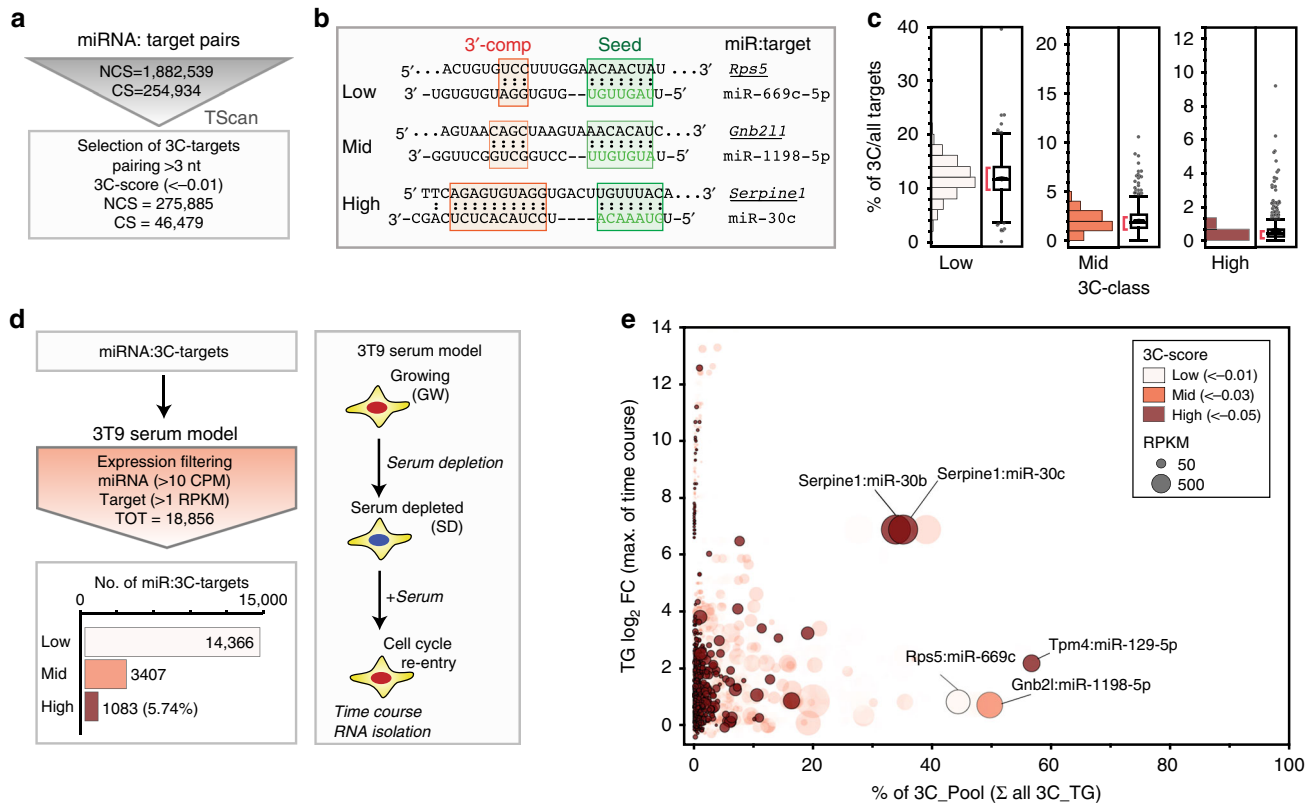 a
miRNA: target pairs
NCS=1,882,539
CS=254,934
TScan
Selection of 3C-targets
pairing >3 nt
3C-score (<–0.01)
NCS = 275,885
CS = 46,479
b
3′-comp Seed miR:target
Low
5′...ACUGUGUCCUUUGGAACAACUAU ...3′ Rps5
3′-UGUGUGUAGGUGUG--UGUUGAUU-5′ miR-669c-5p
Mid
5′...AGUAACCAGCUAAGUAAACACAUC...3′ Gnb2l1
3′-GGUUCGGUCGGUCC--UUGUGUAU-5′ miR-1198-5p
High
5′ TTCAGAGUGUAGGUGACUUGUUUACA...3′ Serpine1
3′-CGACUCUCACAUCCU----ACAAAUGU-5′ miR-30c
c
% of 3C/all targets
40
30
20
10
0
20
15
10
5
0
12
10
8
6
4
2
0
Low Mid High
3C-class
d
miRNA:3C-targets
3T9 serum model
Expression filtering
miRNA (>10 CPM)
Target (>1 RPKM)
TOT = 18,856
No. of miR:3C-targets
0 15,000
Low 14,366
Mid 3407
High 1083 (5.74%)
3T9 serum model
Growing
(GW)
Serum depletion
Serum depleted
(SD)
+Serum
Cell cycle
re-entry
Time course
RNA isolation
e
TG log2 FC (max. of time course)
14
12
10
8
6
4
2
0
3C-score
Low (<–0.01)
Mid (<–0.03)
High (<–0.05)
RPKM
50
500
Serpine1:miR-30b
Serpine1:miR-30c
Rps5:miR-669c
Tpm4:miR-129-5p
Gnb2l:miR-1198-5p
0 20 40 60 80 100
% of 3C_Pool (Σ all 3C_TG)